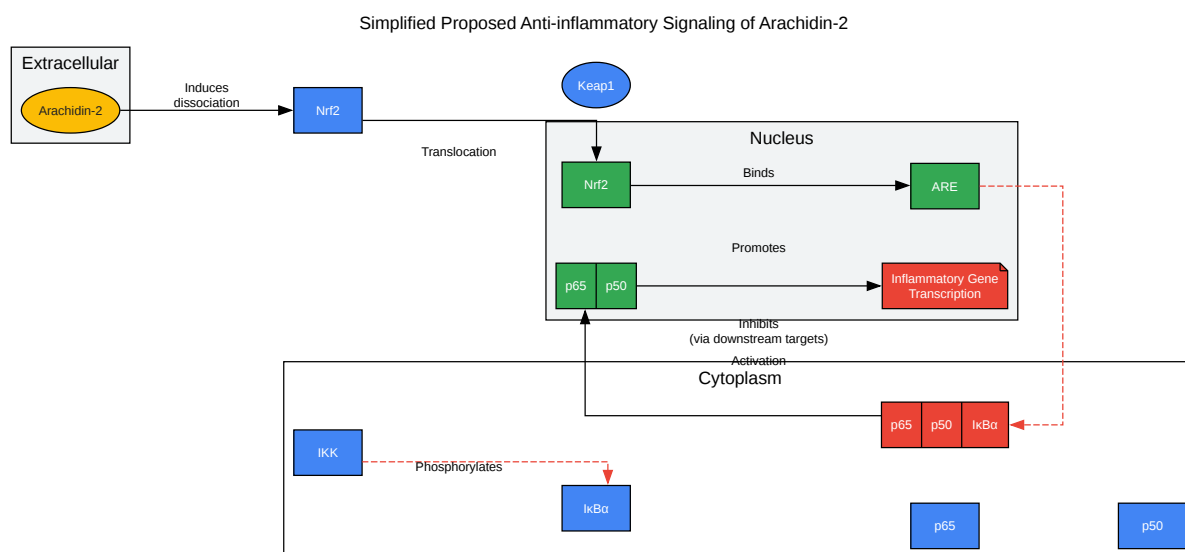 Simplified Proposed Anti-inflammatory Signaling of Arachidin-2
Extracellular
Arachidin-2
Induces
dissociation
Nrf2
Keap1
Translocation
Nucleus
Nrf2
Binds
ARE
Promotes
p65
p50
Inflammatory Gene
Transcription
Inhibits
(via downstream targets)
Activation
Cytoplasm
p65
p50
IκBα
IKK
Phosphorylates
IκBα
p65
p50